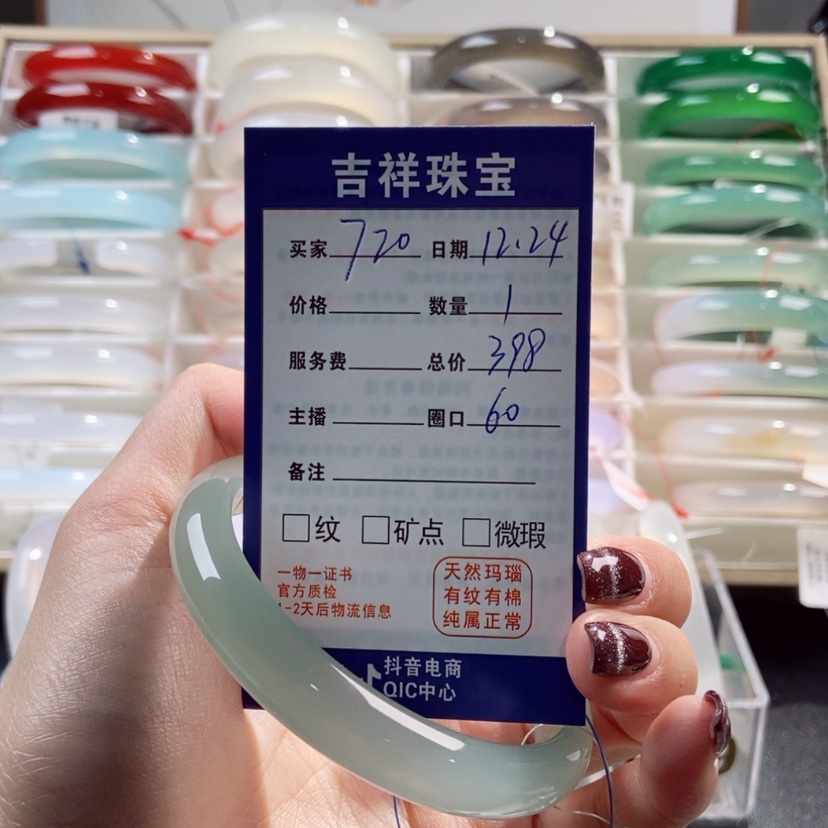 吉祥珠宝
买家 720 日期 12.24
价格 数量 1
服务费 总价 398
主播 圈口 60
备注
□纹 □矿点 □微瑕
一物一证书
官方质检
1-2天后物流信息
天然玛瑙
有纹有棉
纯属正常
抖音电商
QIC中心